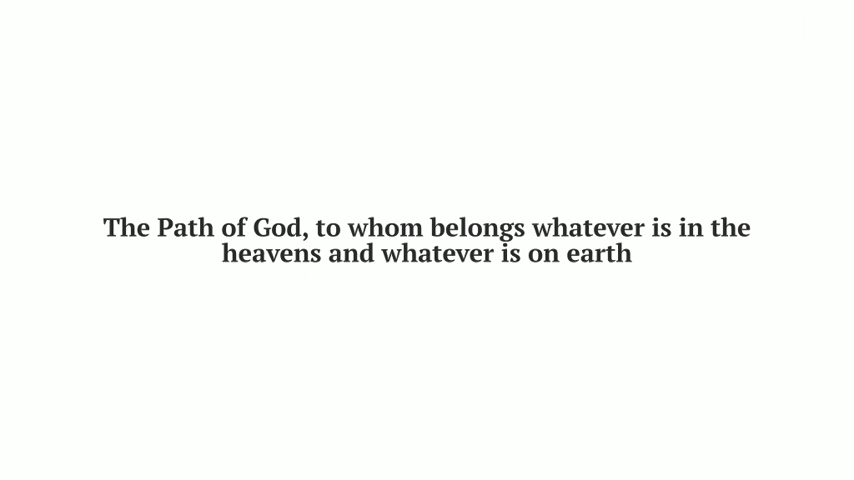 The Path of God, to whom belongs whatever is in the
heavens and whatever is on earth